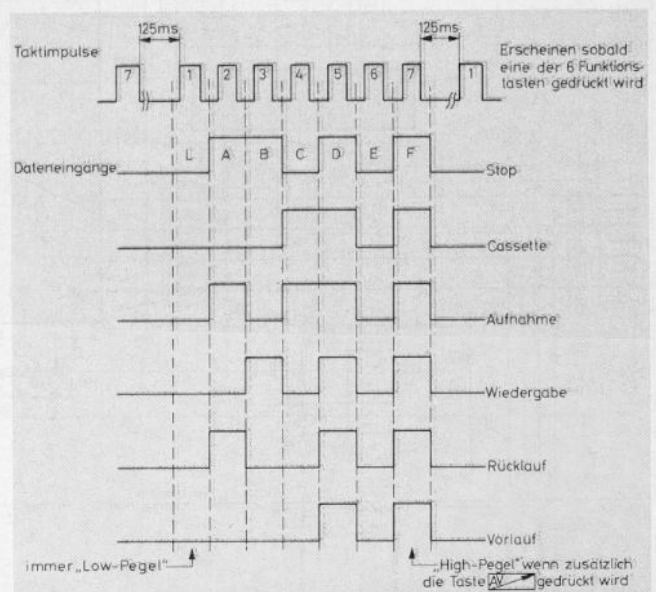 125ms 125ms
Taktimpulse
7 1 2 3 4 5 6 7 1
Erscheinen sobald
eine der 6 Funktions-
tasten gedrückt wird
Dateneingänge
L A B C D E F
Stop
Cassette
Aufnahme
Wiedergabe
Rücklauf
Vorlauf
immer „Low-Pegel"
„High-Pegel" wenn zusätzlich
die Taste AV gedrückt wird